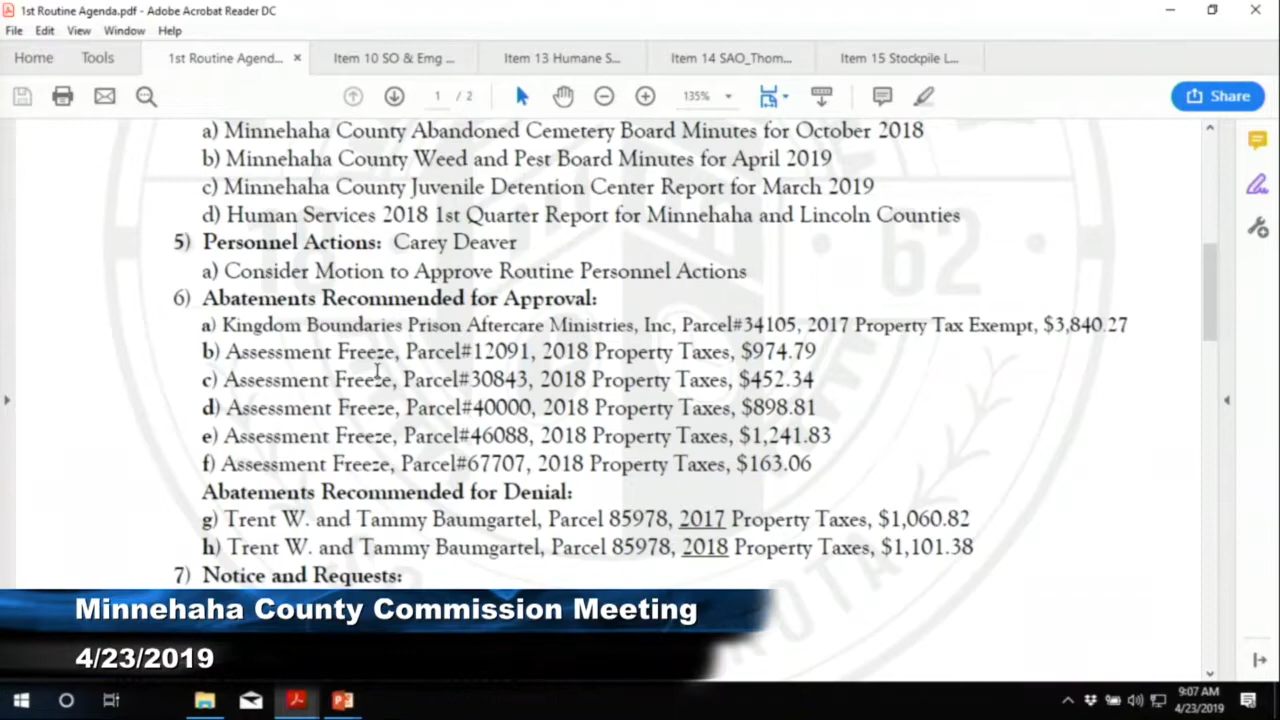 1st Routine Agenda.pdf - Adobe Acrobat Reader DC
File Edit View Window Help
Home Tools 1st Routine Agend... × Item 10 SO & Emg ... Item 13 Humane S... Item 14 SAO_Thom... Item 15 Stockpile L...
1 / 2 135% Share
a) Minnehaha County Abandoned Cemetery Board Minutes for October 2018
b) Minnehaha County Weed and Pest Board Minutes for April 2019
c) Minnehaha County Juvenile Detention Center Report for March 2019
d) Human Services 2018 1st Quarter Report for Minnehaha and Lincoln Counties
5) Personnel Actions: Carey Deaver
a) Consider Motion to Approve Routine Personnel Actions
6) Abatements Recommended for Approval:
a) Kingdom Boundaries Prison Aftercare Ministries, Inc, Parcel#34105, 2017 Property Tax Exempt, $3,840.27
b) Assessment Freeze, Parcel#12091, 2018 Property Taxes, $974.79
c) Assessment Freeze, Parcel#30843, 2018 Property Taxes, $452.34
d) Assessment Freeze, Parcel#40000, 2018 Property Taxes, $898.81
e) Assessment Freeze, Parcel#46088, 2018 Property Taxes, $1,241.83
f) Assessment Freeze, Parcel#67707, 2018 Property Taxes, $163.06
Abatements Recommended for Denial:
g) Trent W. and Tammy Baumgartel, Parcel 85978, 2017 Property Taxes, $1,060.82
h) Trent W. and Tammy Baumgartel, Parcel 85978, 2018 Property Taxes, $1,101.38
7) Notice and Requests:
Minnehaha County Commission Meeting
4/23/2019
9:07 AM
4/23/2019